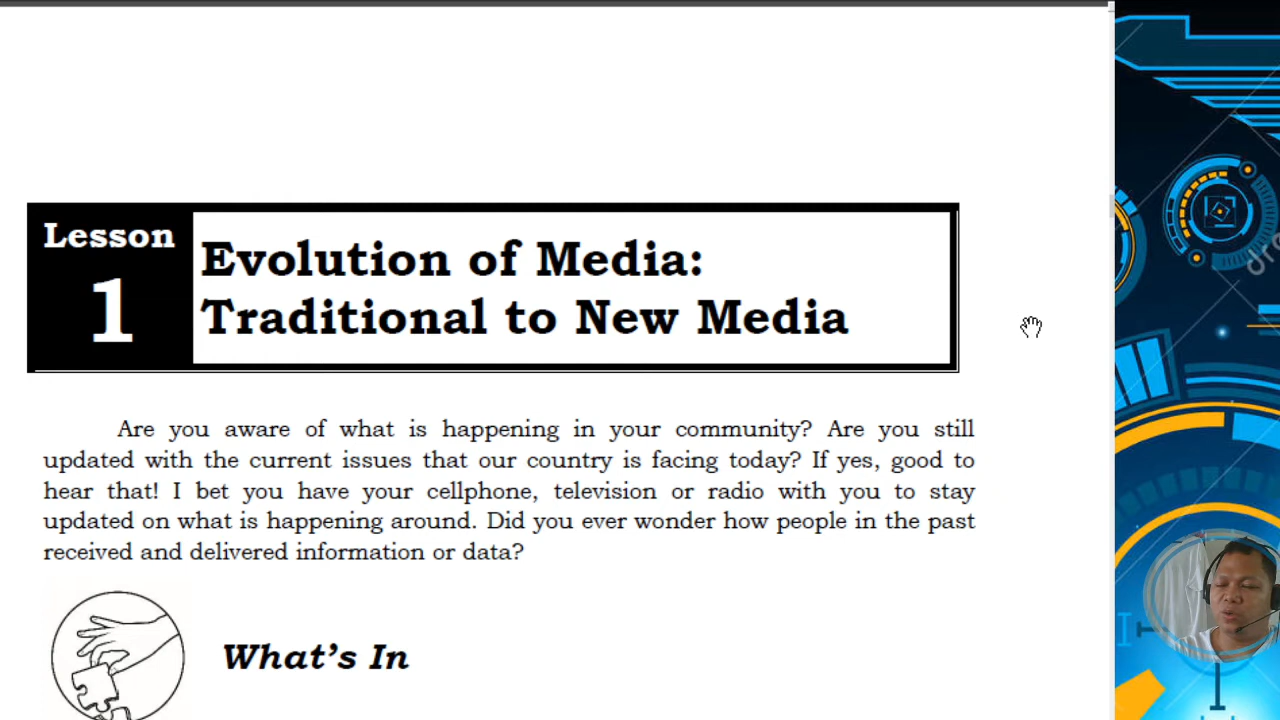 Lesson
1
Evolution of Media:
Traditional to New Media
Are you aware of what is happening in your community? Are you still
updated with the current issues that our country is facing today? If yes, good to
hear that! I bet you have your cellphone, television or radio with you to stay
updated on what is happening around. Did you ever wonder how people in the past
received and delivered information or data?
What's In